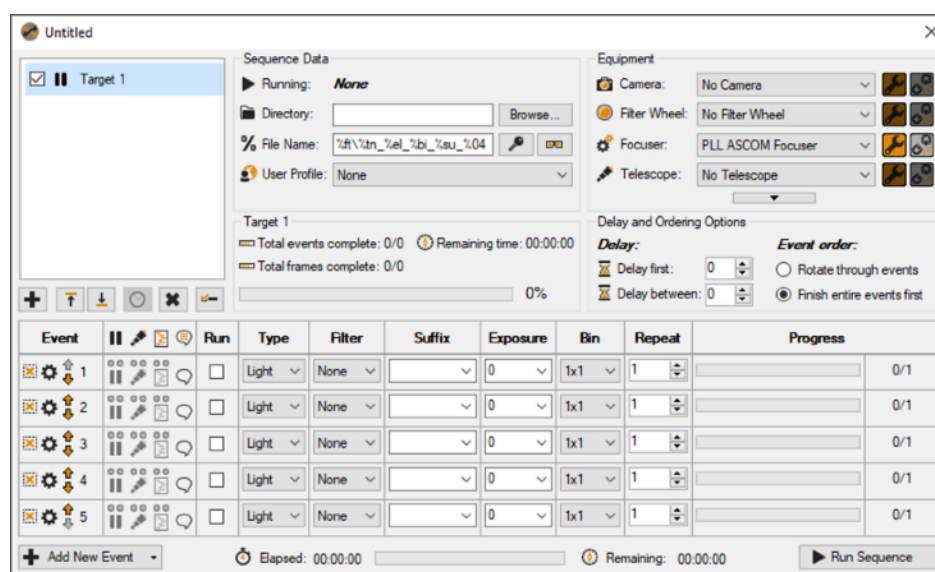 Untitled
Target 1
Sequence Data
Running: None
Directory:
Browse...
File Name: %ft\%tn_%el_%bi_%su_%04
User Profile: None
Equipment
Camera: No Camera
Filter Wheel: No Filter Wheel
Focuser: PLL ASCOM Focuser
Telescope: No Telescope
Target 1
Total events complete: 0/0 Remaining time: 00:00:00
Total frames complete: 0/0
0%
Delay and Ordering Options
Delay: Event order:
Delay first: 0 Rotate through events
Delay between: 0 Finish entire events first
Event Run Type Filter Suffix Exposure Bin Repeat Progress
1 Light None 0 1x1 1 0/1
2 Light None 0 1x1 1 0/1
3 Light None 0 1x1 1 0/1
4 Light None 0 1x1 1 0/1
5 Light None 0 1x1 1 0/1
Add New Event Elapsed: 00:00:00 Remaining: 00:00:00 Run Sequence